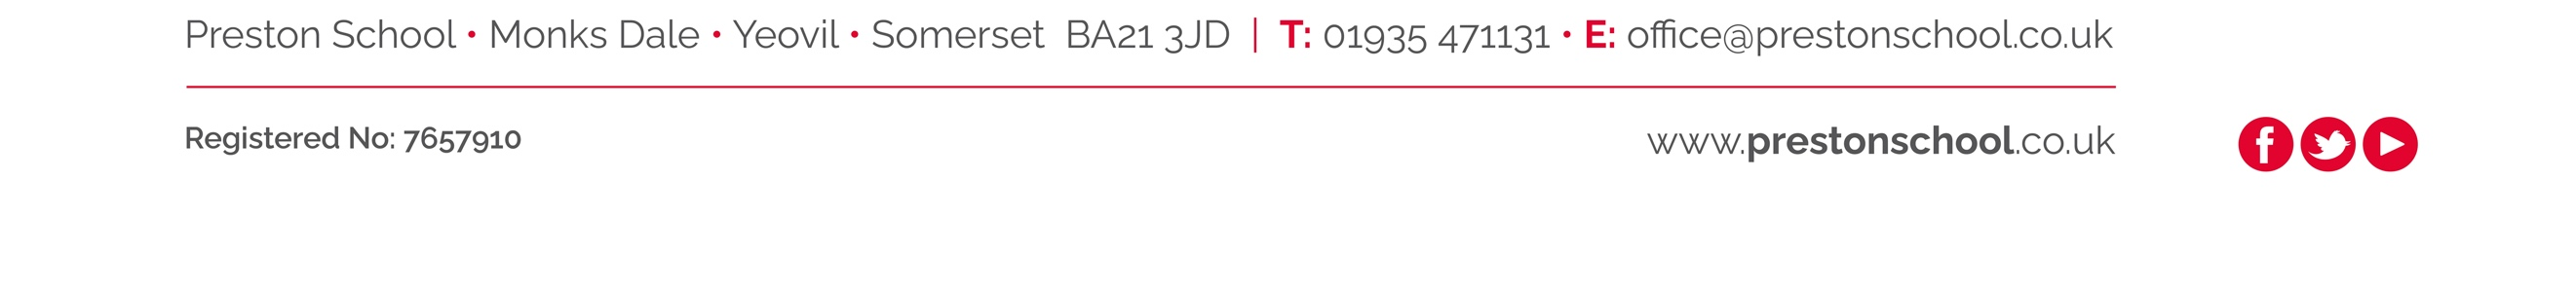 Preston School • Monks Dale • Yeovil • Somerset BA21 3JD | T: 01935 471131 • E: office@prestonschool.co.uk
Registered No: 7657910 www.prestonschool.co.uk